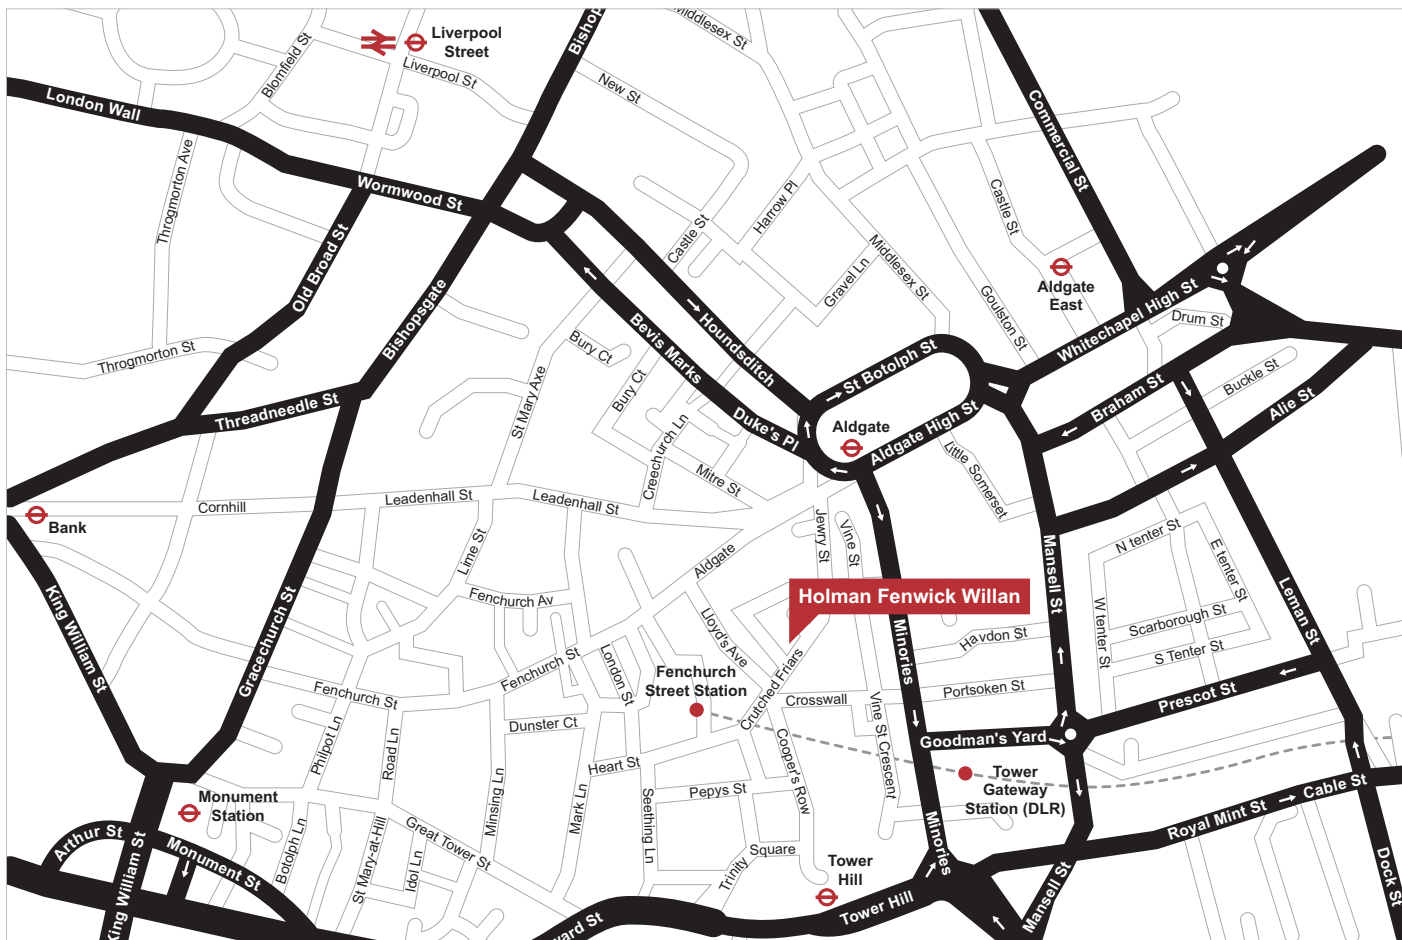 Middlesex St
Liverpool
Street
Liverpool St
Blomfield St
New St
London Wall
Throgmorton Ave
Wormwood St
Old Broad St
Bishopsgate
Castle St
Harrow Pl
Commercial St
Castle St
Middlesex St
Gravel Ln
Goulston St
Aldgate
East
Whitechapel High St
Drum St
Throgmorton St
Threadneedle St
Bury Ct
Bevis Marks
Houndsditch
Bury Ct
St Mary Axe
St Botolph St
Braham St
Buckle St
Alie St
Duke's Pl
Aldgate
Aldgate High St
Creechurch Ln
Mitre St
Little Somerset
Cornhill
Leadenhall St
Leadenhall St
Bank
Lime St
Jewry St
Vine St
Aldgate
Mansell St
N tenter St
E tenter St
Fenchurch Av
Holman Fenwick Willan
King William St
Gracechurch St
Lloyd's Ave
Minories
Haydon St
W tenter St
Scarborough St
S Tenter St
Leman St
Fenchurch St
London St
Fenchurch
Street Station
Crutched Friars
Fenchurch St
Crosswall
Portsoken St
Prescot St
Philpot Ln
Road Ln
Dunster Ct
Vine St Crescent
Goodman's Yard
Cooper's Row
Heart St
Tower
Gateway
Station (DLR)
Minsing Ln
Mark Ln
Pepys St
Royal Mint St
Cable St
Monument
Station
Seething Ln
Arthur St
Monument St
King William St
Botolph Ln
St Mary-at-Hill
Idol Ln
Great Tower St
Trinity Square
Tower
Hill
Minories
Tower Hill
Mansell St
Dock St